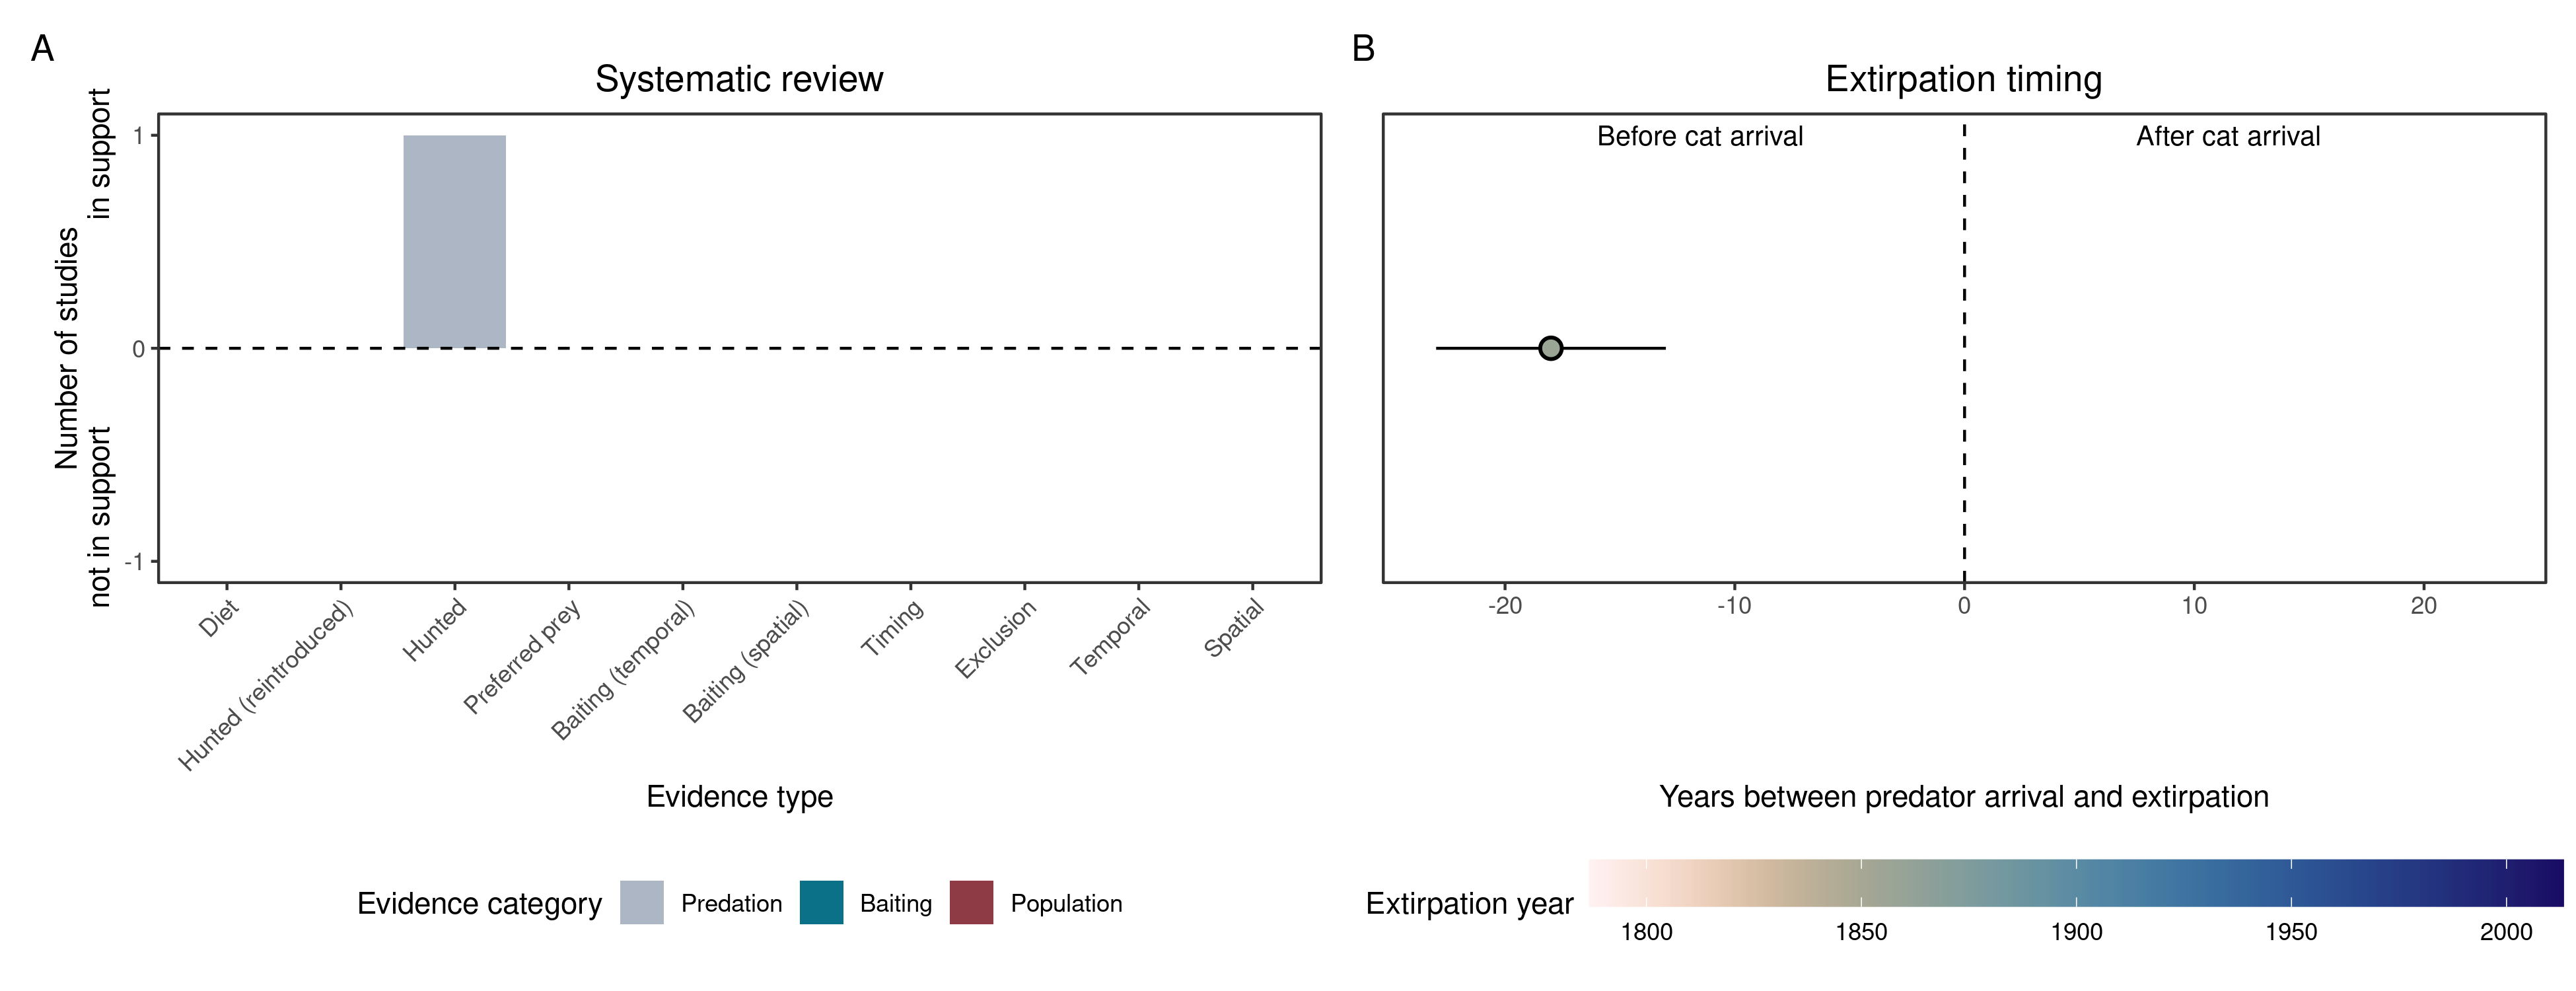 A
Systematic review
Number of studies
not in support
in support
1
0
-1
Diet
Hunted (reintroduced)
Hunted
Preferred prey
Baiting (temporal)
Baiting (spatial)
Timing
Exclusion
Temporal
Spatial
Evidence type
Evidence category
Predation
Baiting
Population
B
Extirpation timing
Before cat arrival
After cat arrival
-20
-10
0
10
20
Years between predator arrival and extirpation
Extirpation year
1800
1850
1900
1950
2000